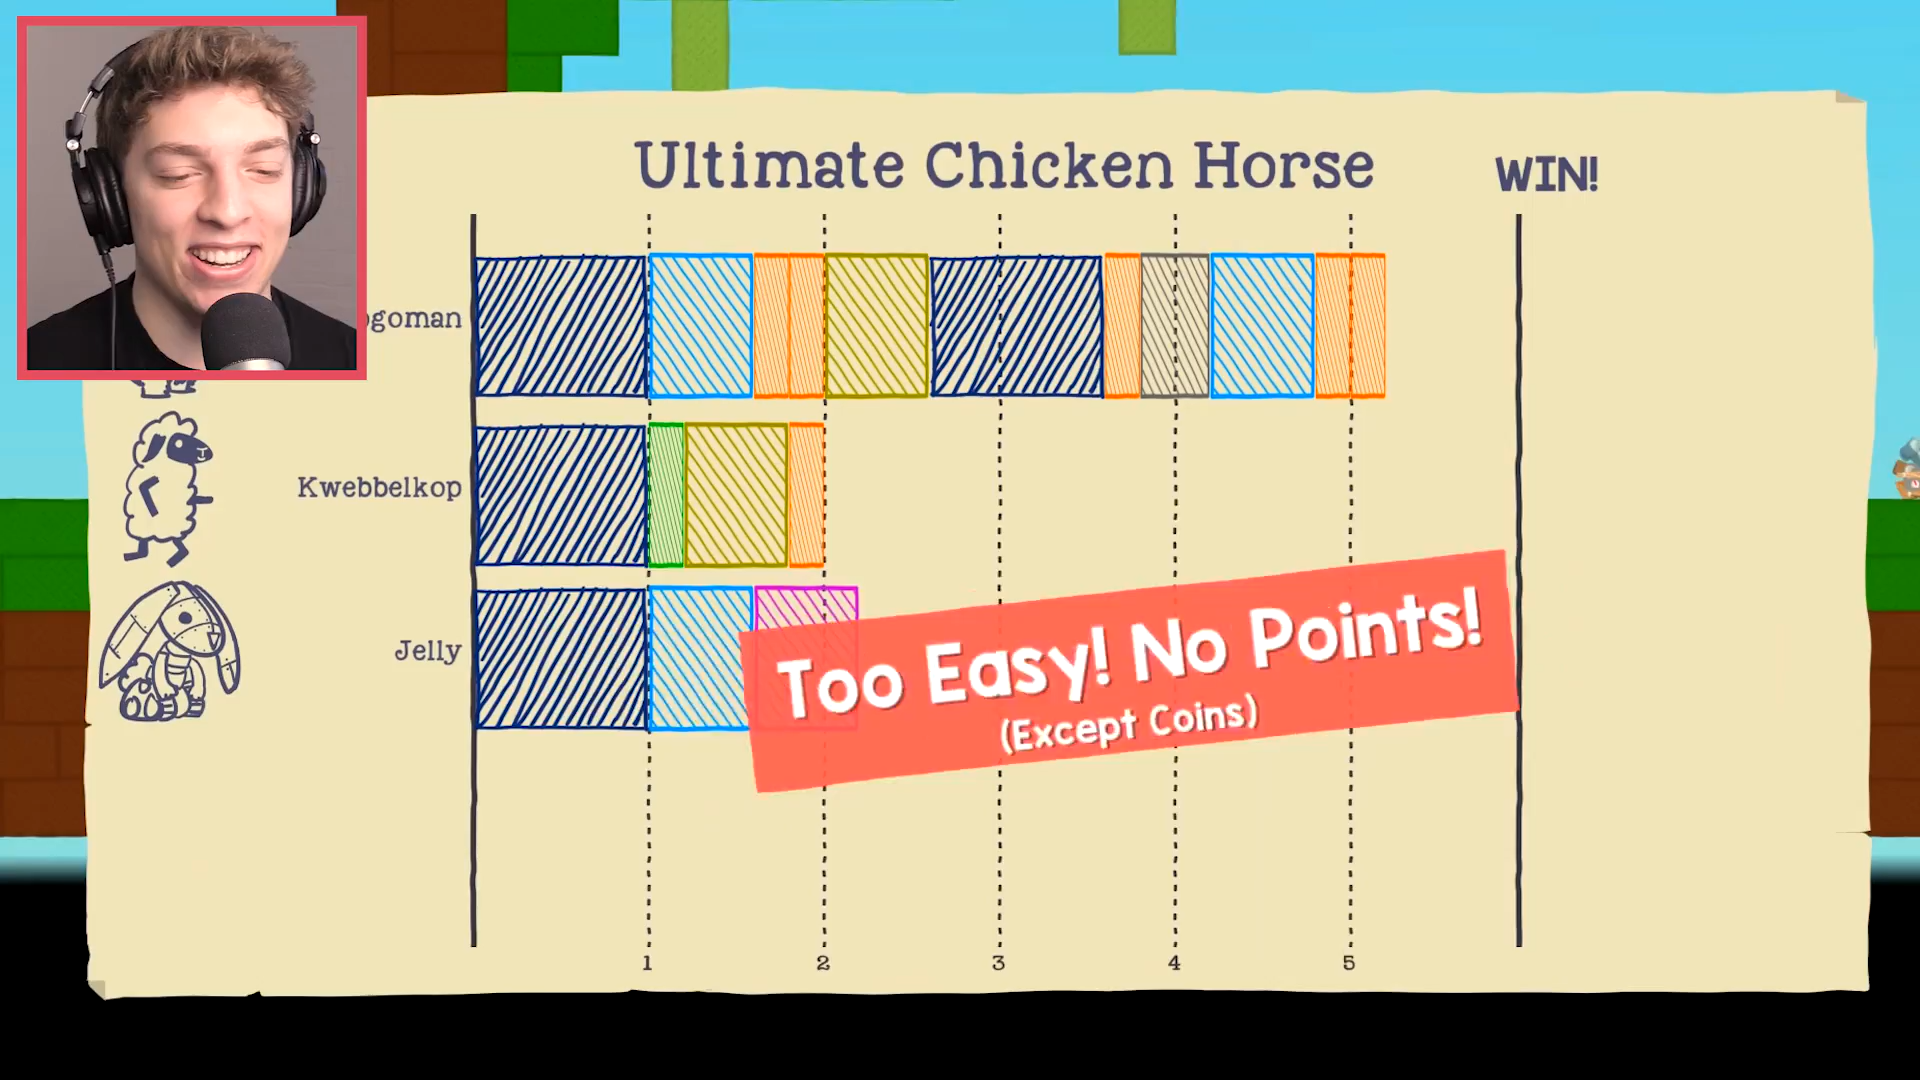 Ultimate Chicken Horse
WIN!
goman
Kwebbelkop
Jelly
Too Easy! No Points!
(Except Coins)
1 2 3 4 5